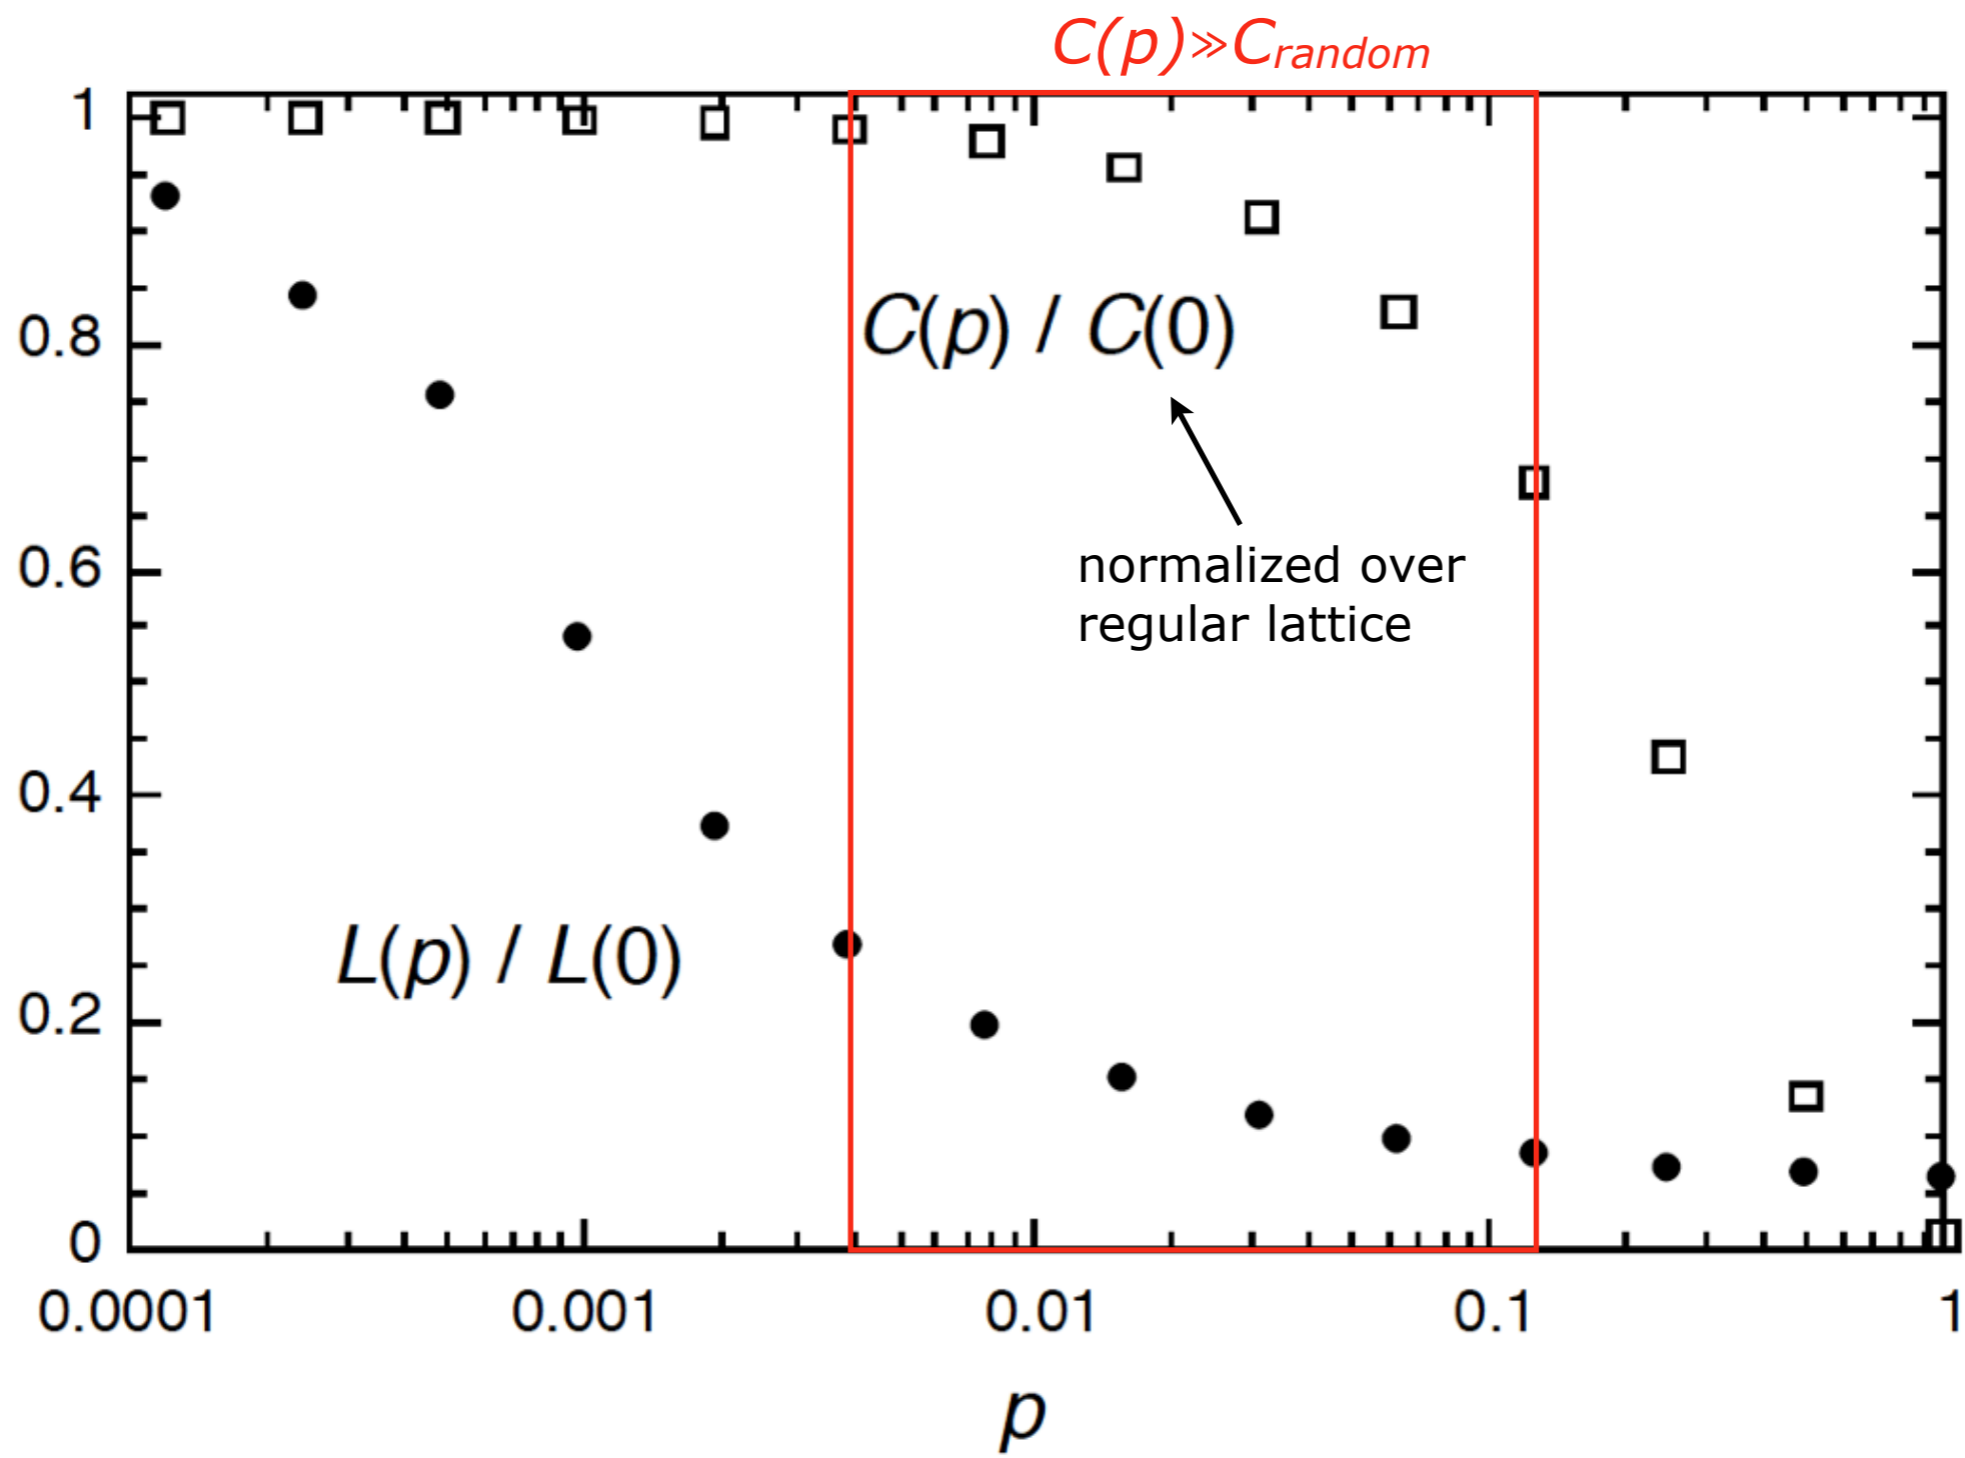 C(p)≫Crandom
1
0.8
0.6
0.4
0.2
0
C(p) / C(0)
normalized over
regular lattice
L(p) / L(0)
0.0001 0.001 0.01 0.1 1
p